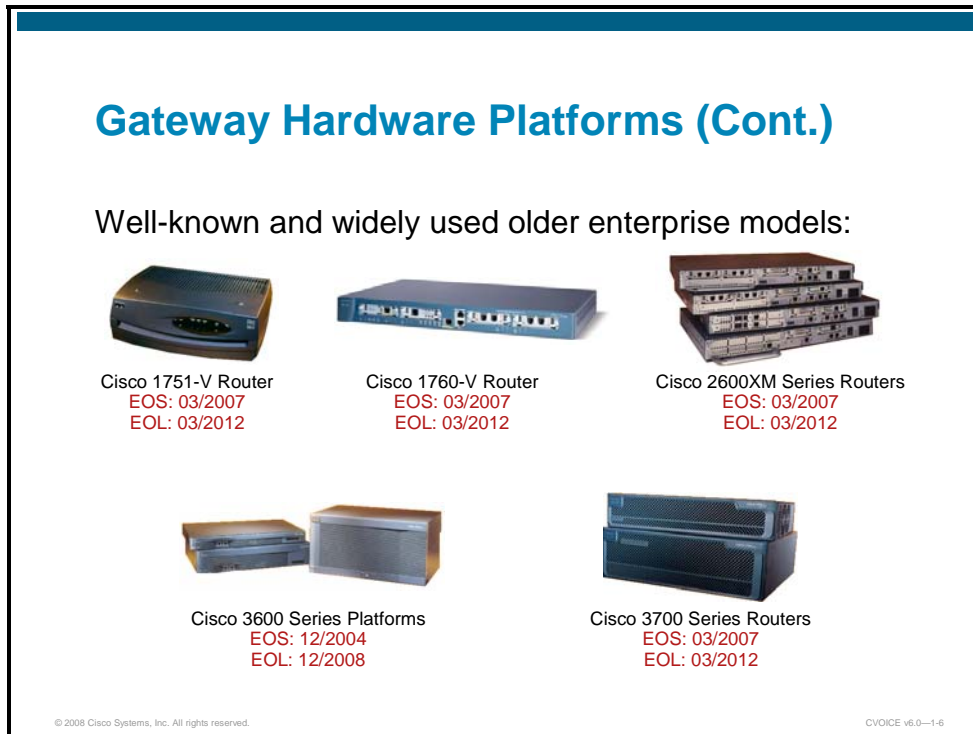 Gateway Hardware Platforms (Cont.)
Well-known and widely used older enterprise models:
Cisco 1751-V Router
EOS: 03/2007
EOL: 03/2012
Cisco 1760-V Router
EOS: 03/2007
EOL: 03/2012
Cisco 2600XM Series Routers
EOS: 03/2007
EOL: 03/2012
Cisco 3600 Series Platforms
EOS: 12/2004
EOL: 12/2008
Cisco 3700 Series Routers
EOS: 03/2007
EOL: 03/2012
© 2008 Cisco Systems, Inc. All rights reserved.
CVOICE v6.0—1-6